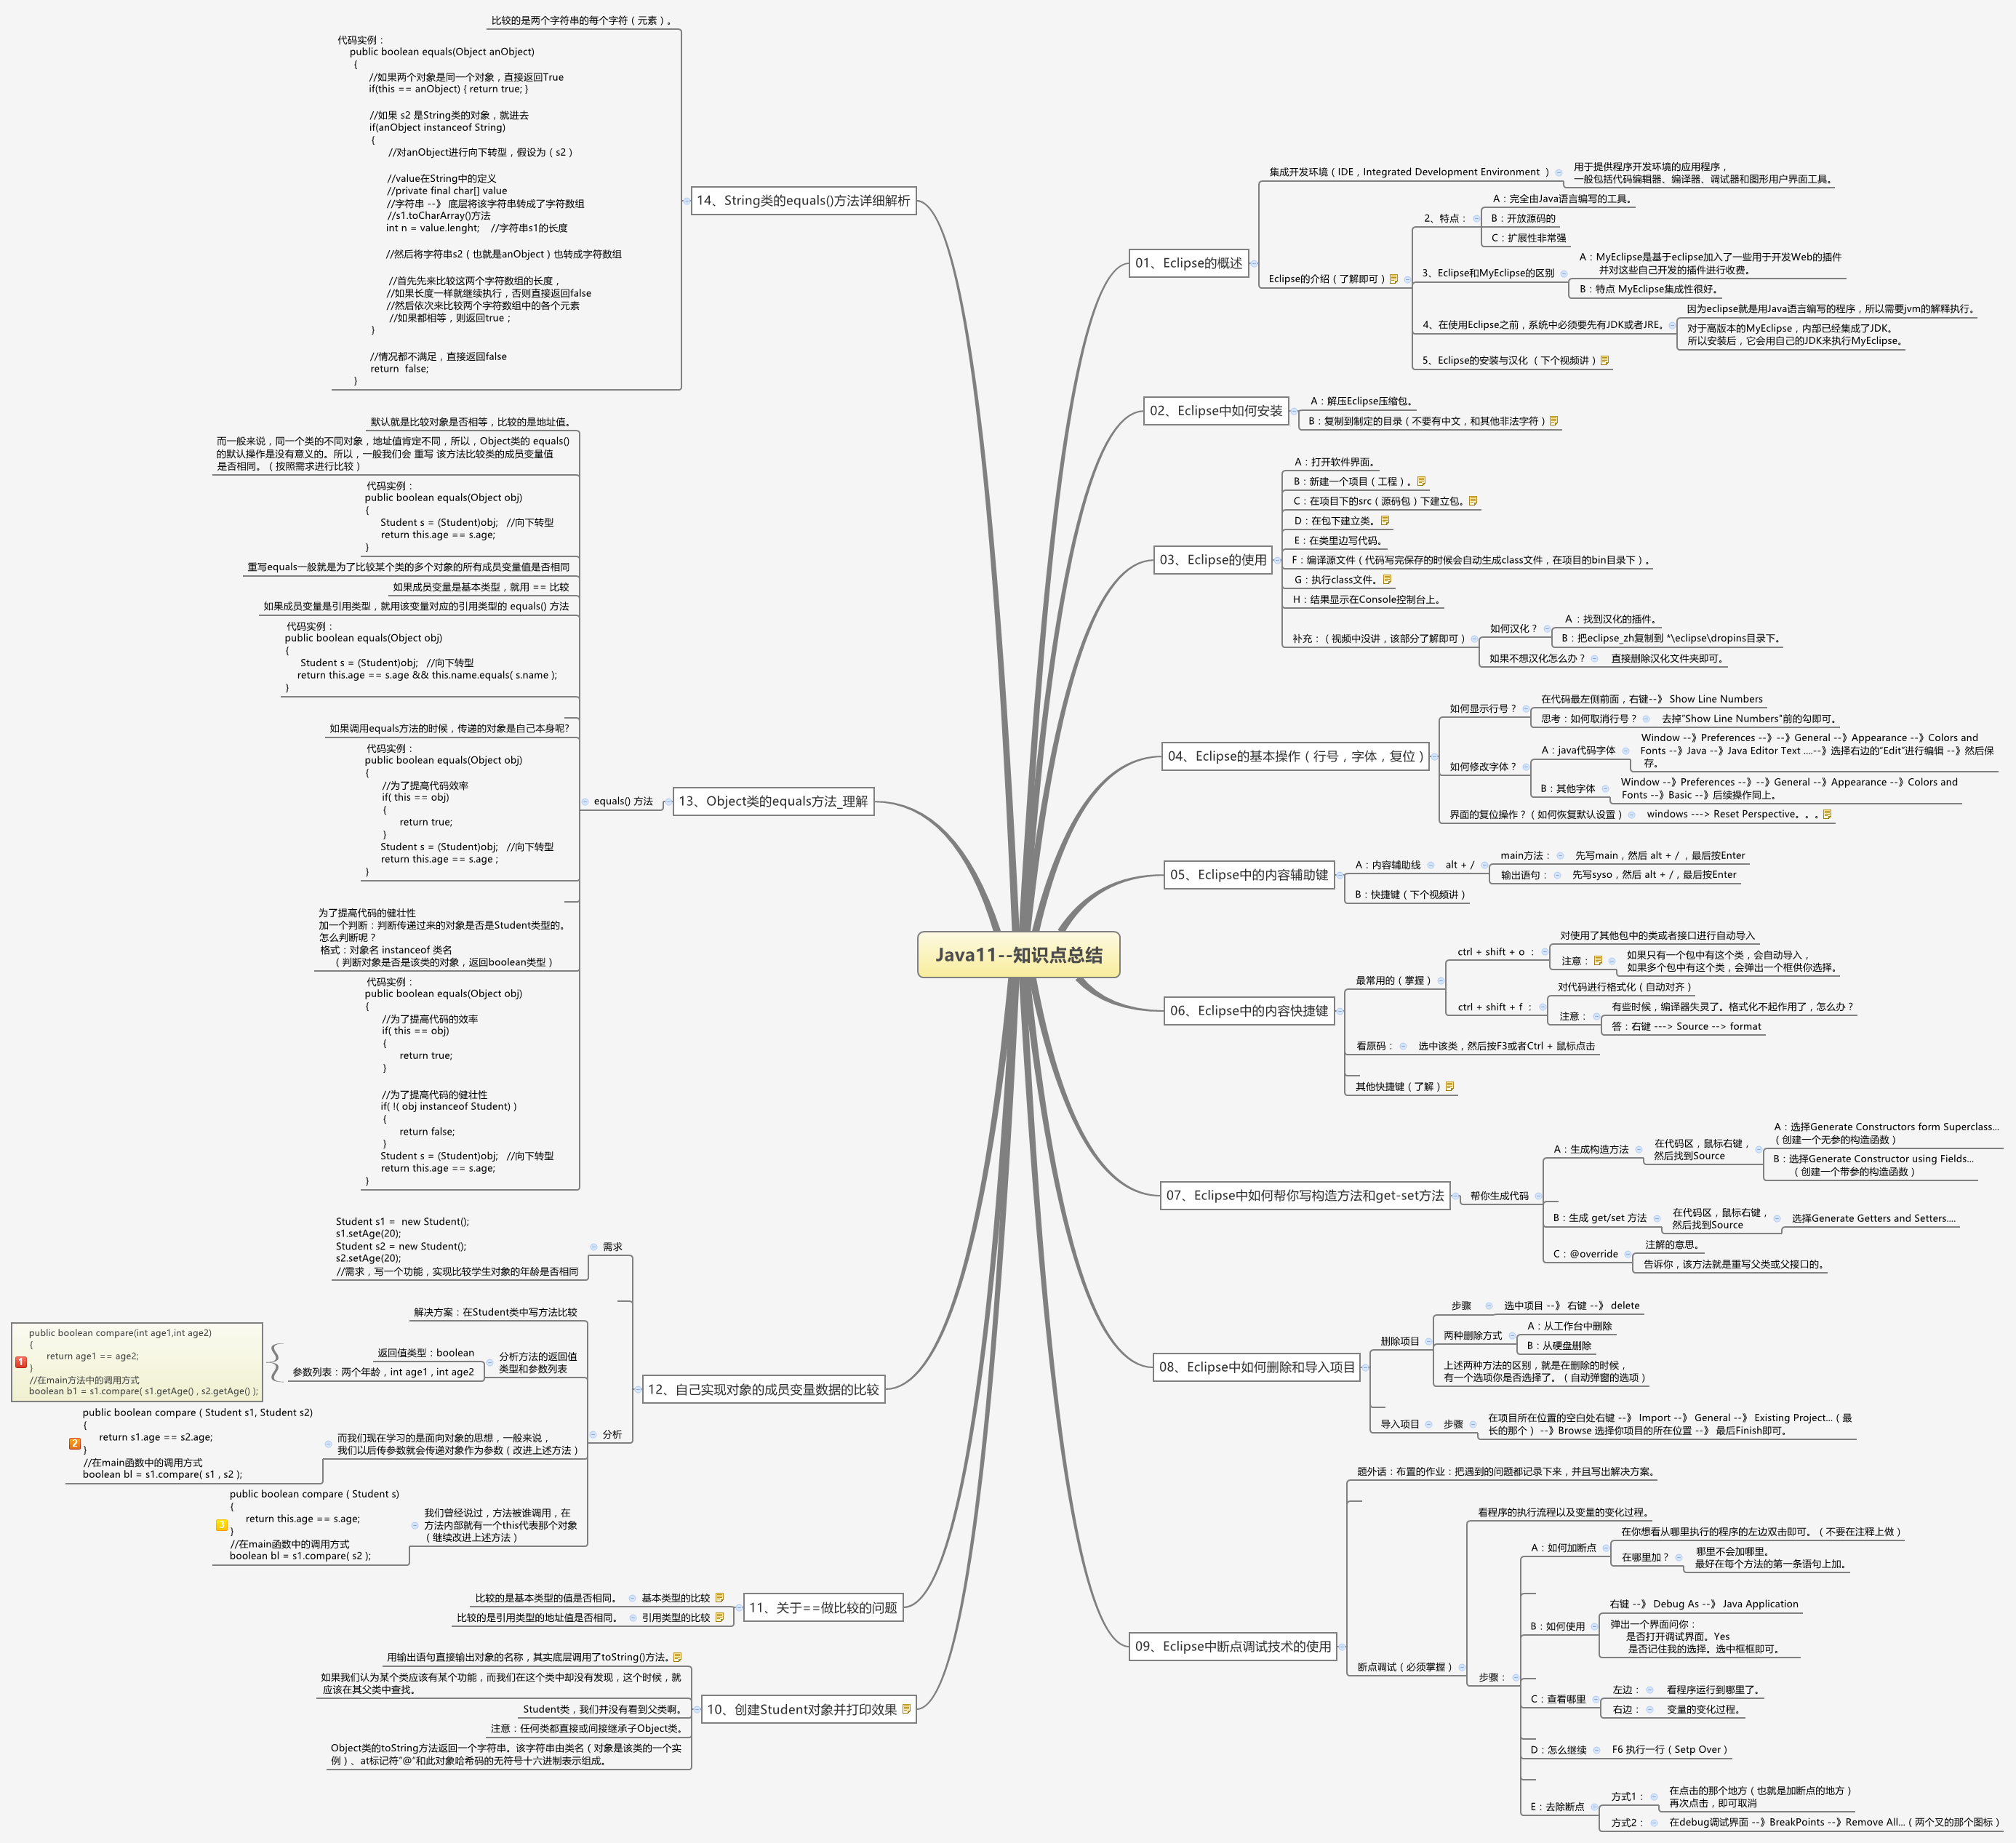 Java11--知识点总结
01、Eclipse的概述
集成开发环境（IDE，Integrated Development Environment ）
用于提供程序开发环境的应用程序，
一般包括代码编辑器、编译器、调试器和图形用户界面工具。
Eclipse的介绍（了解即可）
2、特点：
A：完全由Java语言编写的工具。
B：开放源码的
C：扩展性非常强
3、Eclipse和MyEclipse的区别
A：MyEclipse是基于eclipse加入了一些用于开发Web的插件
并对这些自己开发的插件进行收费。
B：特点 MyEclipse集成性很好。
4、在使用Eclipse之前，系统中必须要先有JDK或者JRE。
因为eclipse就是用Java语言编写的程序，所以需要jvm的解释执行。
对于高版本的MyEclipse，内部已经集成了JDK。
所以安装后，它会用自己的JDK来执行MyEclipse。
5、Eclipse的安装与汉化 （下个视频讲）
02、Eclipse中如何安装
A：解压Eclipse压缩包。
B：复制到制定的目录（不要有中文，和其他非法字符）
03、Eclipse的使用
A：打开软件界面。
B：新建一个项目（工程）。
C：在项目下的src（源码包）下建立包。
D：在包下建立类。
E：在类里边写代码。
F：编译源文件（代码写完保存的时候会自动生成class文件，在项目的bin目录下）。
G：执行class文件。
H：结果显示在Console控制台上。
补充：（视频中没讲，该部分了解即可）
如何汉化？
A ：找到汉化的插件。
B：把eclipse_zh复制到 *\eclipse\dropins目录下。
如果不想汉化怎么办？
直接删除汉化文件夹即可。
04、Eclipse的基本操作（行号，字体，复位）
如何显示行号？
在代码最左侧前面，右键--》 Show Line Numbers
思考：如何取消行号？
去掉"Show Line Numbers"前的勾即可。
如何修改字体？
A：java代码字体
Window --》Preferences --》--》General --》Appearance --》Colors and
Fonts --》Java --》Java Editor Text ....--》选择右边的"Edit"进行编辑 --》然后保
存。
B：其他字体
Window --》Preferences --》--》General --》Appearance --》Colors and
Fonts --》Basic --》后续操作同上。
界面的复位操作？（如何恢复默认设置）
windows ---> Reset Perspective。。。
05、Eclipse中的内容辅助键
A：内容辅助线
alt + /
main方法：
先写main，然后 alt + / ，最后按Enter
输出语句：
先写syso，然后 alt + /，最后按Enter
B：快捷键（下个视频讲）
06、Eclipse中的内容快捷键
最常用的（掌握）
ctrl + shift + o ：
对使用了其他包中的类或者接口进行自动导入
注意：
如果只有一个包中有这个类，会自动导入，
如果多个包中有这个类，会弹出一个框供你选择。
ctrl + shift + f ：
对代码进行格式化（自动对齐）
注意：
有些时候，编译器失灵了。格式化不起作用了，怎么办？
答：右键 ---> Source --> format
看原码：
选中该类，然后按F3或者Ctrl + 鼠标点击
其他快捷键（了解）
07、Eclipse中如何帮你写构造方法和get-set方法
帮你生成代码
A：生成构造方法
在代码区，鼠标右键，
然后找到Source
A：选择Generate Constructors form Superclass...
（创建一个无参的构造函数）
B：选择Generate Constructor using Fields...
（创建一个带参的构造函数）
B：生成 get/set 方法
在代码区，鼠标右键，
然后找到Source
选择Generate Getters and Setters....
C：@override
注解的意思。
告诉你，该方法就是重写父类或父接口的。
08、Eclipse中如何删除和导入项目
删除项目
步骤
选中项目 --》 右键 --》 delete
两种删除方式
A：从工作台中删除
B：从硬盘删除
上述两种方法的区别，就是在删除的时候，
有一个选项你是否选择了。（自动弹窗的选项）
导入项目
步骤
在项目所在位置的空白处右键 --》 Import --》 General --》 Existing Project...（最
长的那个） --》Browse 选择你项目的所在位置 --》 最后Finish即可。
09、Eclipse中断点调试技术的使用
题外话：布置的作业：把遇到的问题都记录下来，并且写出解决方案。
断点调试（必须掌握）
看程序的执行流程以及变量的变化过程。
步骤：
A：如何加断点
在你想看从哪里执行的程序的左边双击即可。（不要在注释上做）
在哪里加？
哪里不会加哪里。
最好在每个方法的第一条语句上加。
B：如何使用
右键 --》 Debug As --》 Java Application
弹出一个界面问你：
是否打开调试界面。Yes
是否记住我的选择。选中框框即可。
C：查看哪里
左边：
看程序运行到哪里了。
右边：
变量的变化过程。
D：怎么继续
F6 执行一行（Setp Over）
E：去除断点
方式1：
在点击的那个地方（也就是加断点的地方）
再次点击，即可取消
方式2：
在debug调试界面 --》BreakPoints --》Remove All...（两个叉的那个图标）
10、创建Student对象并打印效果
用输出语句直接输出对象的名称，其实底层调用了toString()方法。
如果我们认为某个类应该有某个功能，而我们在这个类中却没有发现，这个时候，就
应该在其父类中查找。
Student类，我们并没有看到父类啊。
注意：任何类都直接或间接继承子Object类。
Object类的toString方法返回一个字符串。该字符串由类名（对象是该类的一个实
例）、at标记符"@"和此对象哈希码的无符号十六进制表示组成。
11、关于==做比较的问题
基本类型的比较
比较的是基本类型的值是否相同。
引用类型的比较
比较的是引用类型的地址值是否相同。
12、自己实现对象的成员变量数据的比较
需求
Student s1 =  new Student();
s1.setAge(20);
Student s2 = new Student();
s2.setAge(20);
//需求，写一个功能，实现比较学生对象的年龄是否相同
分析
解决方案：在Student类中写方法比较
分析方法的返回值
类型和参数列表
返回值类型：boolean
参数列表：两个年龄，int age1 , int age2
1
public boolean compare(int age1,int age2)
{
return age1 == age2;
}
//在main方法中的调用方式
boolean b1 = s1.compare( s1.getAge() , s2.getAge() );
而我们现在学习的是面向对象的思想，一般来说，
我们以后传参数就会传递对象作为参数（改进上述方法）
2
public boolean compare ( Student s1, Student s2)
{
return s1.age == s2.age;
}
//在main函数中的调用方式
boolean bl = s1.compare( s1 , s2 );
我们曾经说过，方法被谁调用，在
方法内部就有一个this代表那个对象
（继续改进上述方法）
3
public boolean compare ( Student s)
{
return this.age == s.age;
}
//在main函数中的调用方式
boolean bl = s1.compare( s2 );
13、Object类的equals方法_理解
equals() 方法
默认就是比较对象是否相等，比较的是地址值。
而一般来说，同一个类的不同对象，地址值肯定不同，所以，Object类的 equals()
的默认操作是没有意义的。所以，一般我们会 重写 该方法比较类的成员变量值
是否相同。（按照需求进行比较）
代码实例：
public boolean equals(Object obj)
{
Student s = (Student)obj;   //向下转型
return this.age == s.age;
}
重写equals一般就是为了比较某个类的多个对象的所有成员变量值是否相同
如果成员变量是基本类型，就用 == 比较
如果成员变量是引用类型，就用该变量对应的引用类型的 equals() 方法
代码实例：
public boolean equals(Object obj)
{
Student s = (Student)obj;   //向下转型
return this.age == s.age && this.name.equals( s.name );
}
如果调用equals方法的时候，传递的对象是自己本身呢?
代码实例：
public boolean equals(Object obj)
{
//为了提高代码效率
if( this == obj)
{
return true;
}
Student s = (Student)obj;   //向下转型
return this.age == s.age ;
}
为了提高代码的健壮性
加一个判断：判断传递过来的对象是否是Student类型的。
怎么判断呢？
格式：对象名 instanceof 类名
（判断对象是否是该类的对象，返回boolean类型）
代码实例：
public boolean equals(Object obj)
{
//为了提高代码的效率
if( this == obj)
{
return true;
}
//为了提高代码的健壮性
if( !( obj instanceof Student) )
{
return false;
}
Student s = (Student)obj;   //向下转型
return this.age == s.age;
}
14、String类的equals()方法详细解析
比较的是两个字符串的每个字符（元素）。
代码实例：
public boolean equals(Object anObject)
{
//如果两个对象是同一个对象，直接返回True
if(this == anObject) { return true; }
//如果 s2 是String类的对象，就进去
if(anObject instanceof String)
{
//对anObject进行向下转型，假设为（s2）
//value在String中的定义
//private final char[] value
//字符串 --》 底层将该字符串转成了字符数组
//s1.toCharArray()方法
int n = value.lenght;    //字符串s1的长度
//然后将字符串s2（也就是anObject）也转成字符数组
//首先先来比较这两个字符数组的长度，
//如果长度一样就继续执行，否则直接返回false
//然后依次来比较两个字符数组中的各个元素
//如果都相等，则返回true；
}
//情况都不满足，直接返回false
return  false;
}